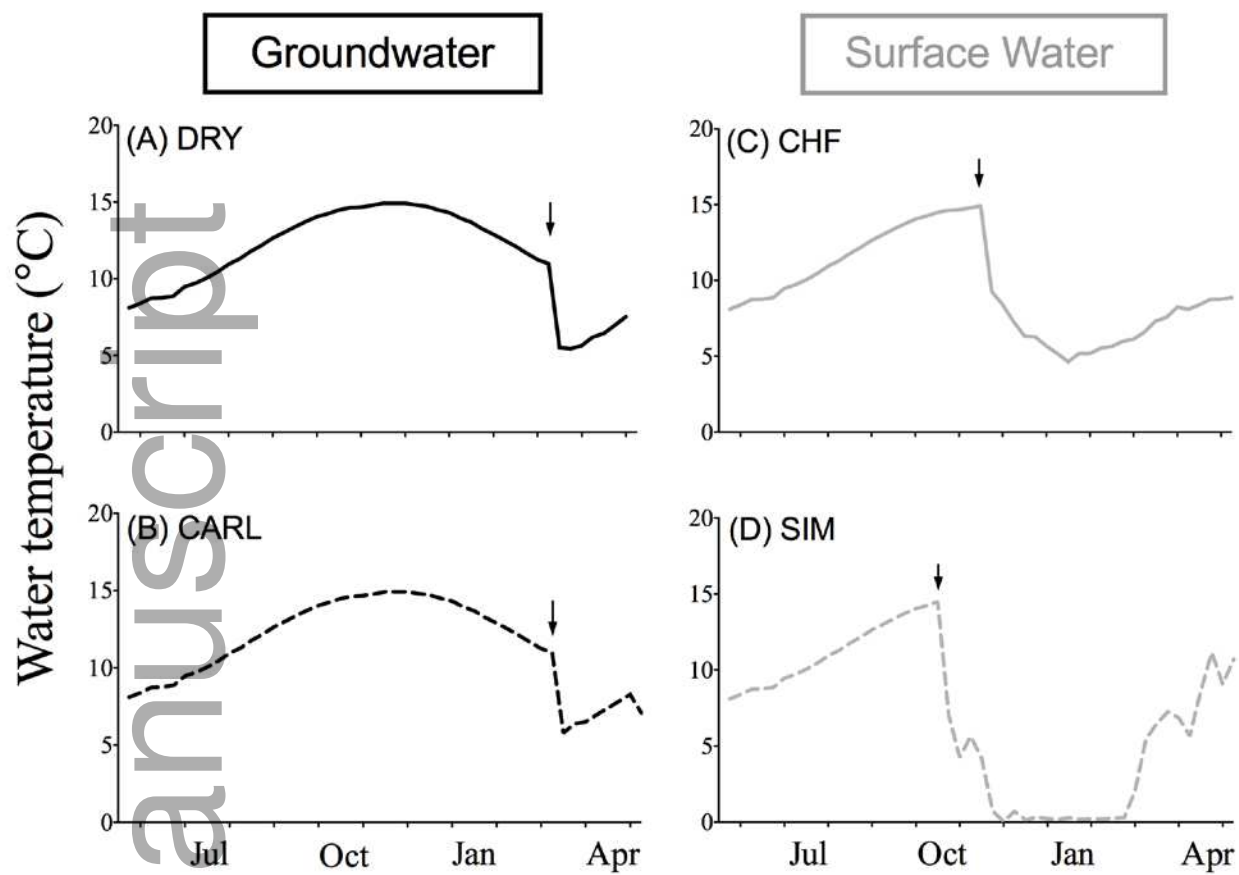 Groundwater
Surface Water
Water temperature (°C)
anuscript
(A) DRY
20
15
10
5
0
(C) CHF
20
15
10
5
0
(B) CARL
20
15
10
5
0
Jul Oct Jan Apr
(D) SIM
20
15
10
5
0
Jul Oct Jan Apr